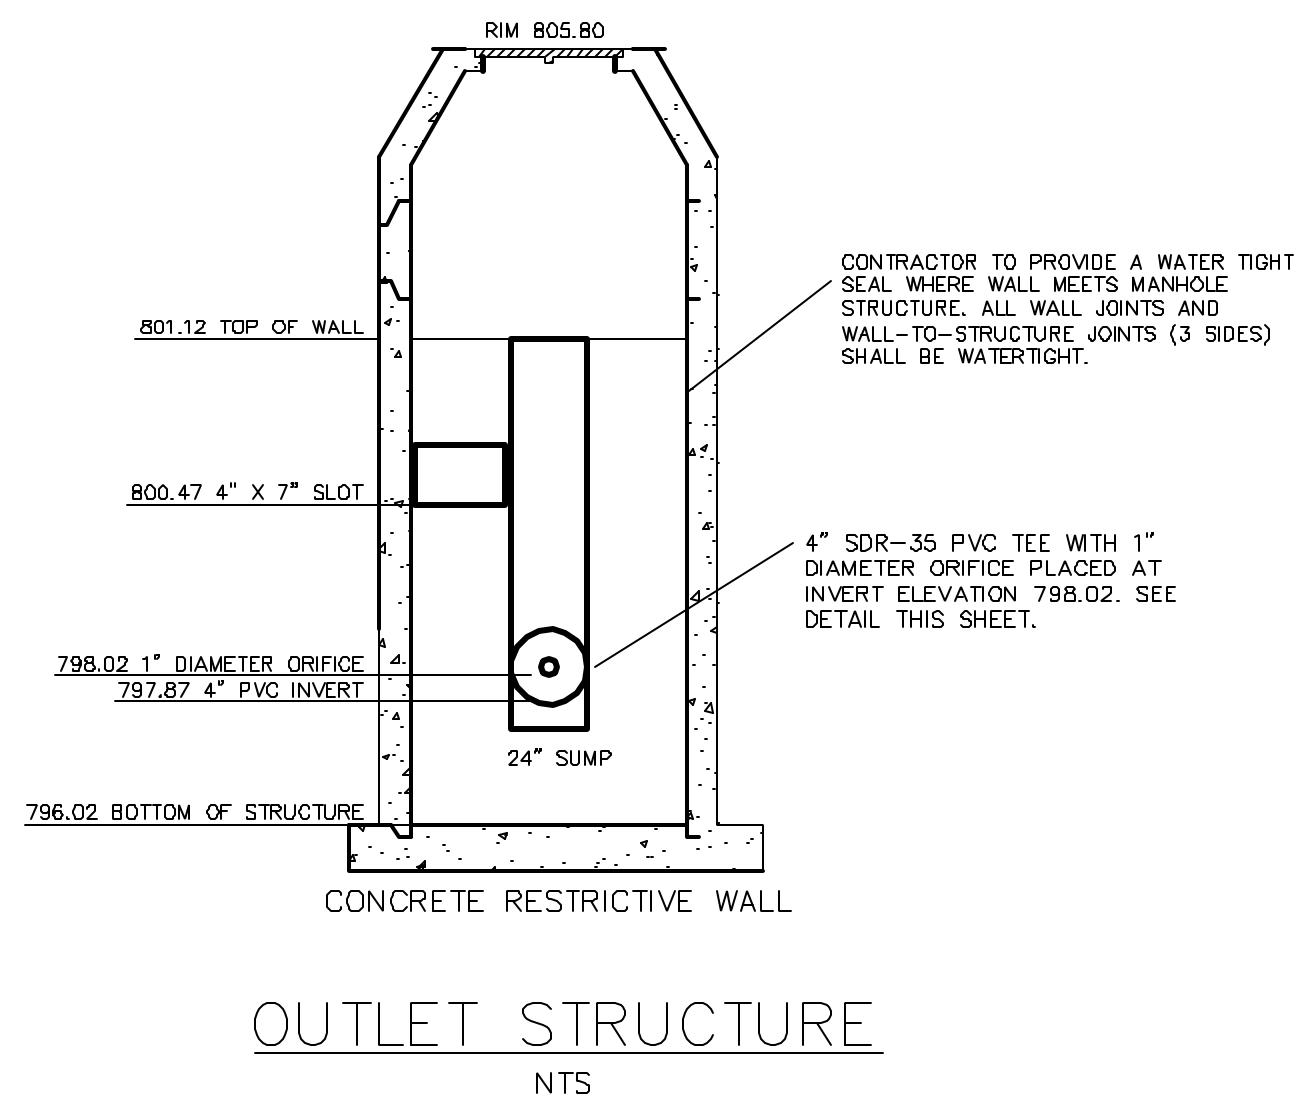 RIM 805.80
CONTRACTOR TO PROVIDE A WATER TIGHT
SEAL WHERE WALL MEETS MANHOLE
STRUCTURE. ALL WALL JOINTS AND
WALL-TO-STRUCTURE JOINTS (3 SIDES)
SHALL BE WATERTIGHT.
801.12 TOP OF WALL
800.47 4" X 7" SLOT
4" SDR-35 PVC TEE WITH 1"
DIAMETER ORIFICE PLACED AT
INVERT ELEVATION 798.02. SEE
DETAIL THIS SHEET.
798.02 1" DIAMETER ORIFICE
797.87 4" PVC INVERT
24" SUMP
796.02 BOTTOM OF STRUCTURE
CONCRETE RESTRICTIVE WALL
OUTLET STRUCTURE
NTS